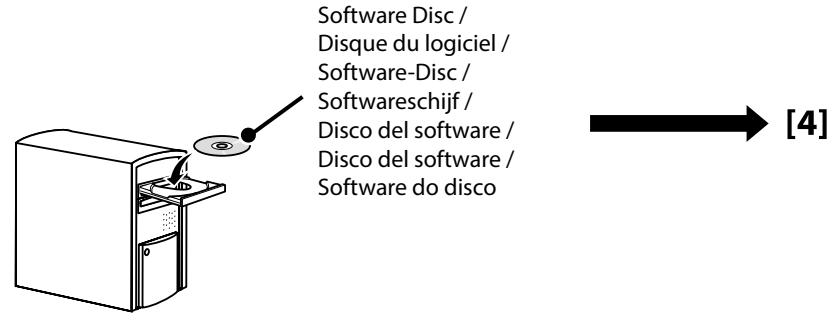 Software Disc /
Disque du logiciel /
Software-Disc /
Softwareschijf /
Disco del software /
Disco del software /
Software do disco
[4]